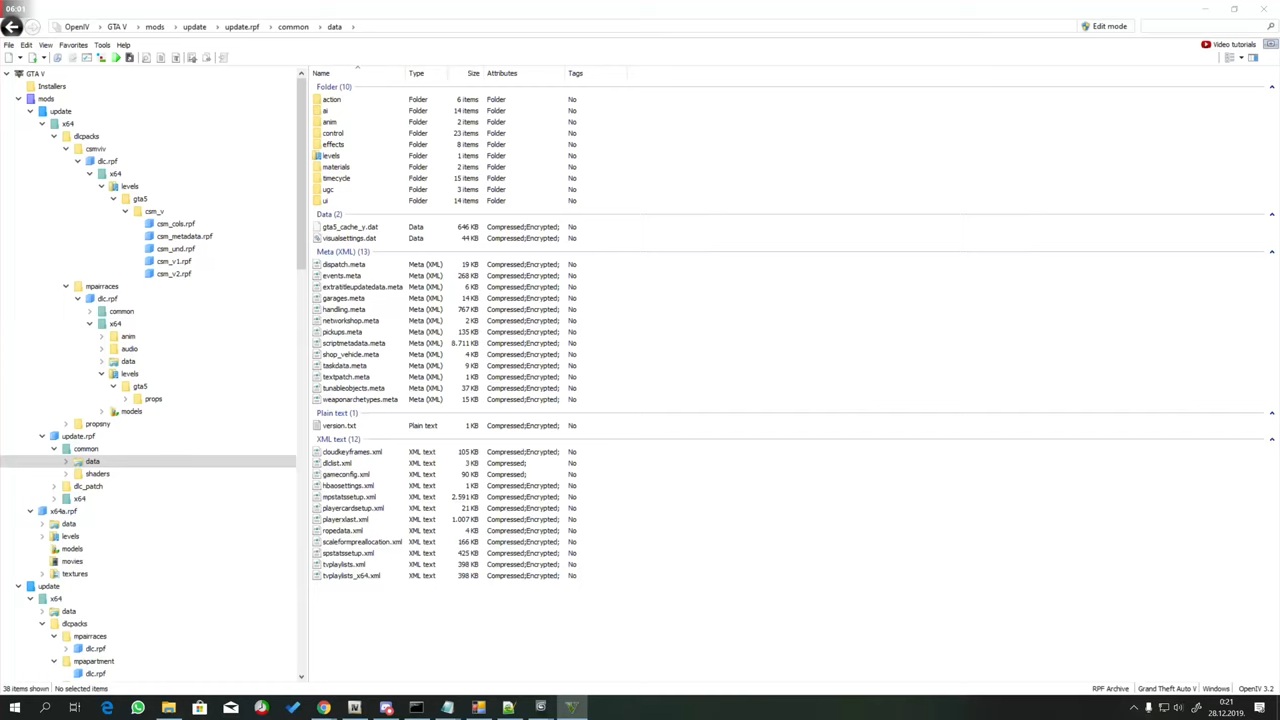 06:01
OpenIV > GTA V > mods > update > update.rpf > common > data >
Edit mode
File Edit View Favorites Tools Help
Video tutorials
GTA V
Installers
mods
update
x64
dlcpacks
csmviv
dlc.rpf
x64
levels
gta5
csm_v
csm_cols.rpf
csm_metadata.rpf
csm_und.rpf
csm_v1.rpf
csm_v2.rpf
mpairraces
dlc.rpf
common
x64
anim
audio
data
levels
gta5
props
models
propsny
update.rpf
common
data
shaders
dlc_patch
x64
x64a.rpf
data
levels
models
movies
textures
update
x64
data
dlcpacks
mpairraces
dlc.rpf
mpapartment
dlc.rpf
Name Type Size Attributes Tags
Folder (10)
action Folder 6 items Folder No
ai Folder 14 items Folder No
anim Folder 2 items Folder No
control Folder 23 items Folder No
effects Folder 8 items Folder No
levels Folder 1 items Folder No
materials Folder 2 items Folder No
timecycle Folder 15 items Folder No
ugc Folder 3 items Folder No
ui Folder 14 items Folder No
Data (2)
gta5_cache_y.dat Data 646 KB Compressed;Encrypted; No
visualsettings.dat Data 44 KB Compressed;Encrypted; No
Meta (XML) (13)
dispatch.meta Meta (XML) 19 KB Compressed;Encrypted; No
events.meta Meta (XML) 268 KB Compressed;Encrypted; No
extratitleupdatedata.meta Meta (XML) 6 KB Compressed;Encrypted; No
garages.meta Meta (XML) 14 KB Compressed;Encrypted; No
handling.meta Meta (XML) 767 KB Compressed;Encrypted; No
networkshop.meta Meta (XML) 2 KB Compressed;Encrypted; No
pickups.meta Meta (XML) 135 KB Compressed;Encrypted; No
scriptmetadata.meta Meta (XML) 8.711 KB Compressed;Encrypted; No
shop_vehicle.meta Meta (XML) 4 KB Compressed;Encrypted; No
taskdata.meta Meta (XML) 9 KB Compressed;Encrypted; No
textpatch.meta Meta (XML) 1 KB Compressed;Encrypted; No
tunableobjects.meta Meta (XML) 37 KB Compressed;Encrypted; No
weaponarchetypes.meta Meta (XML) 15 KB Compressed;Encrypted; No
Plain text (1)
version.txt Plain text 1 KB Compressed;Encrypted; No
XML text (12)
cloudkeyframes.xml XML text 105 KB Compressed;Encrypted; No
dlclist.xml XML text 3 KB Compressed; No
gameconfig.xml XML text 90 KB Compressed;Encrypted; No
hbaosettings.xml XML text 1 KB Compressed;Encrypted; No
mpstatssetup.xml XML text 2.591 KB Compressed;Encrypted; No
playercardsetup.xml XML text 21 KB Compressed;Encrypted; No
playerxlast.xml XML text 1.007 KB Compressed;Encrypted; No
ropedata.xml XML text 4 KB Compressed;Encrypted; No
scaleformpreallocation.xml XML text 166 KB Compressed;Encrypted; No
spstatssetup.xml XML text 425 KB Compressed;Encrypted; No
tvplaylists.xml XML text 398 KB Compressed;Encrypted; No
tvplaylists_x64.xml XML text 398 KB Compressed;Encrypted; No
38 items shown No selected items
RPF Archive Grand Theft Auto V Windows OpenIV 3.2
0:21
28.12.2019.